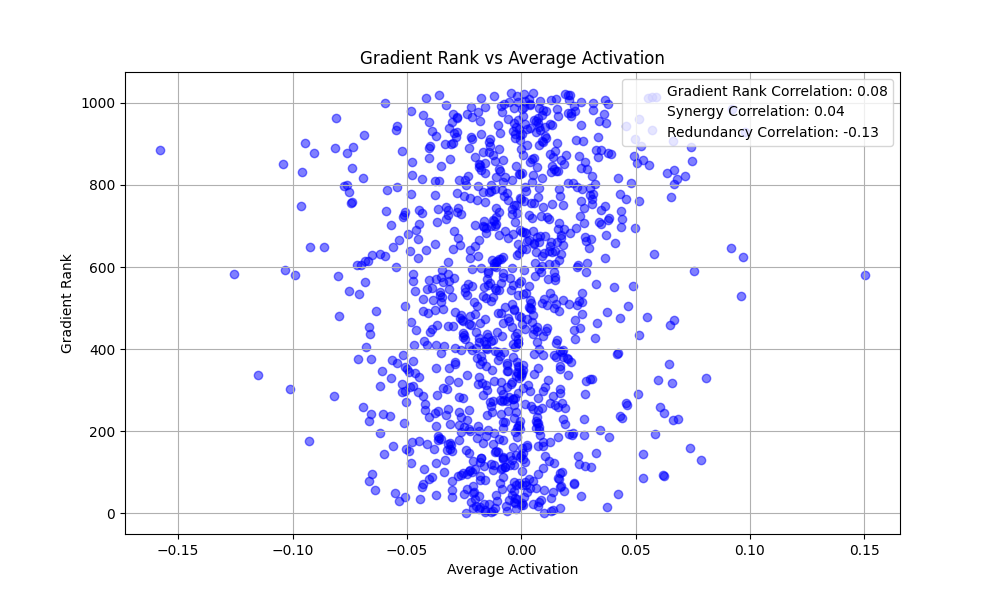 Gradient Rank vs Average Activation
Gradient Rank Correlation: 0.08
Synergy Correlation: 0.04
Redundancy Correlation: -0.13
1000
800
600
400
200
0
Gradient Rank
−0.15
−0.10
−0.05
0.00
0.05
0.10
0.15
Average Activation